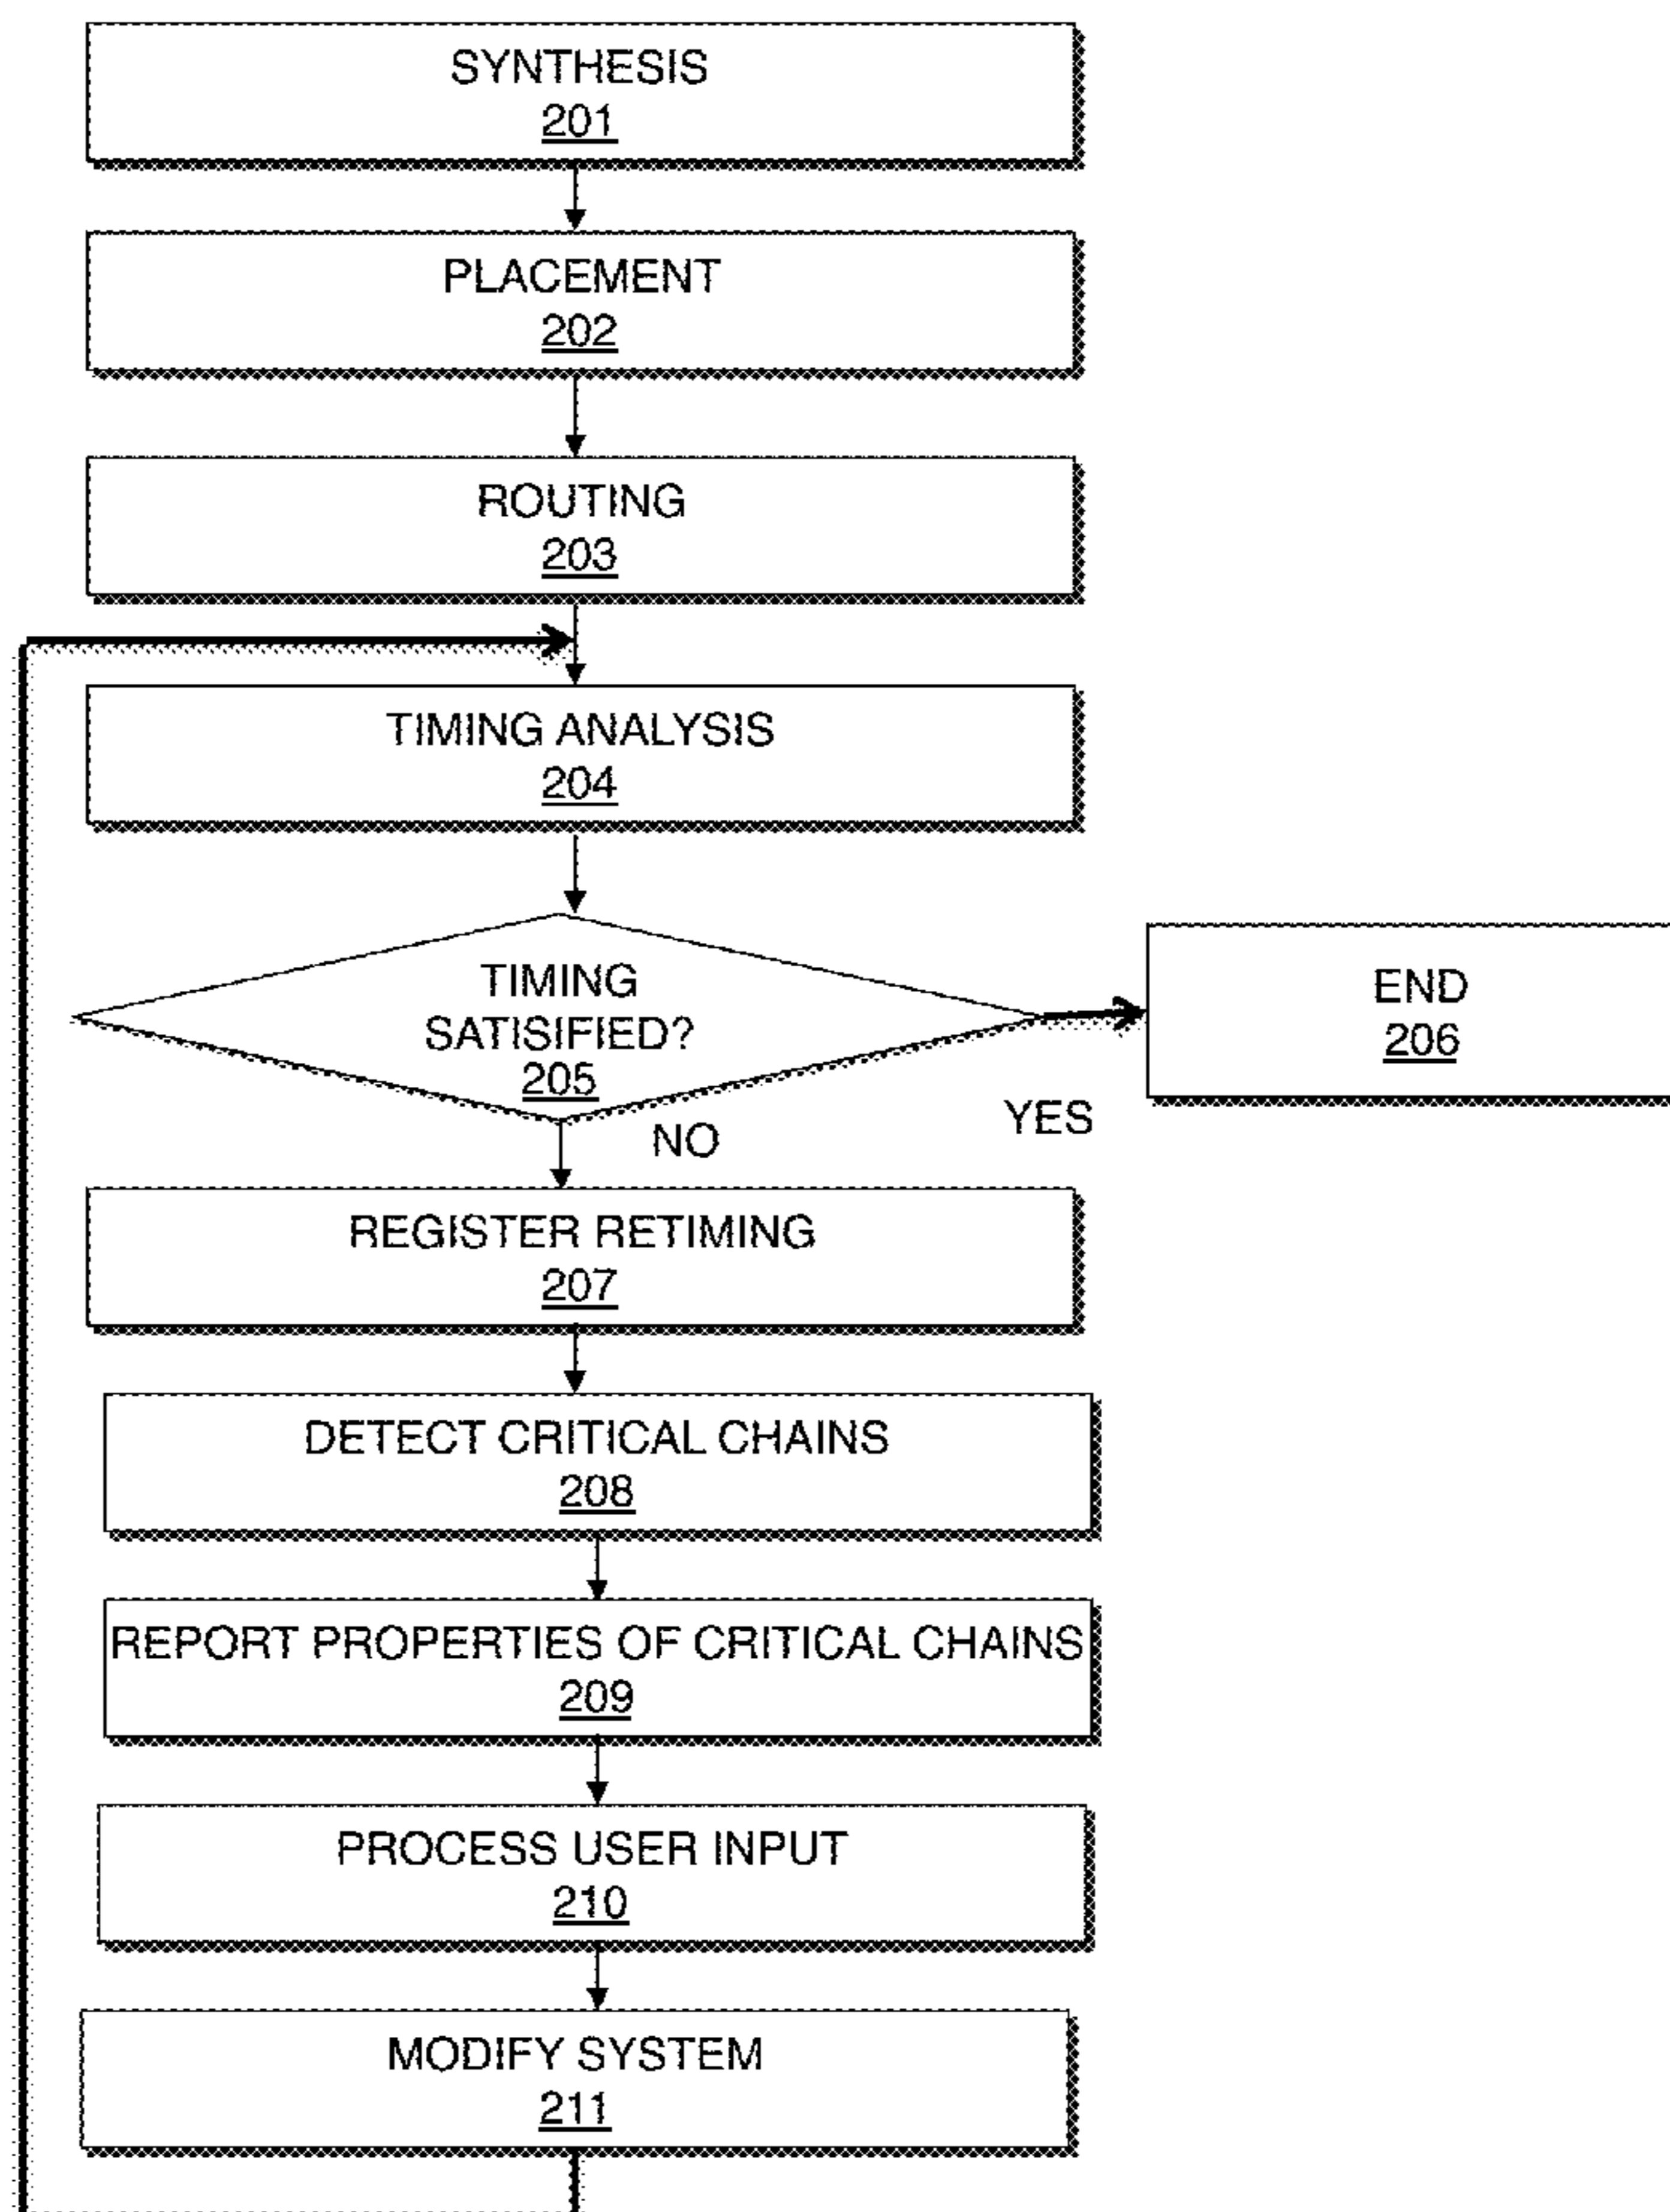 SYNTHESIS
201
PLACEMENT
202
ROUTING
203
TIMING ANALYSIS
204
TIMING
SATISIFIED?
205
END
206
YES
NO
REGISTER RETIMING
207
DETECT CRITICAL CHAINS
208
REPORT PROPERTIES OF CRITICAL CHAINS
209
PROCESS USER INPUT
210
MODIFY SYSTEM
211